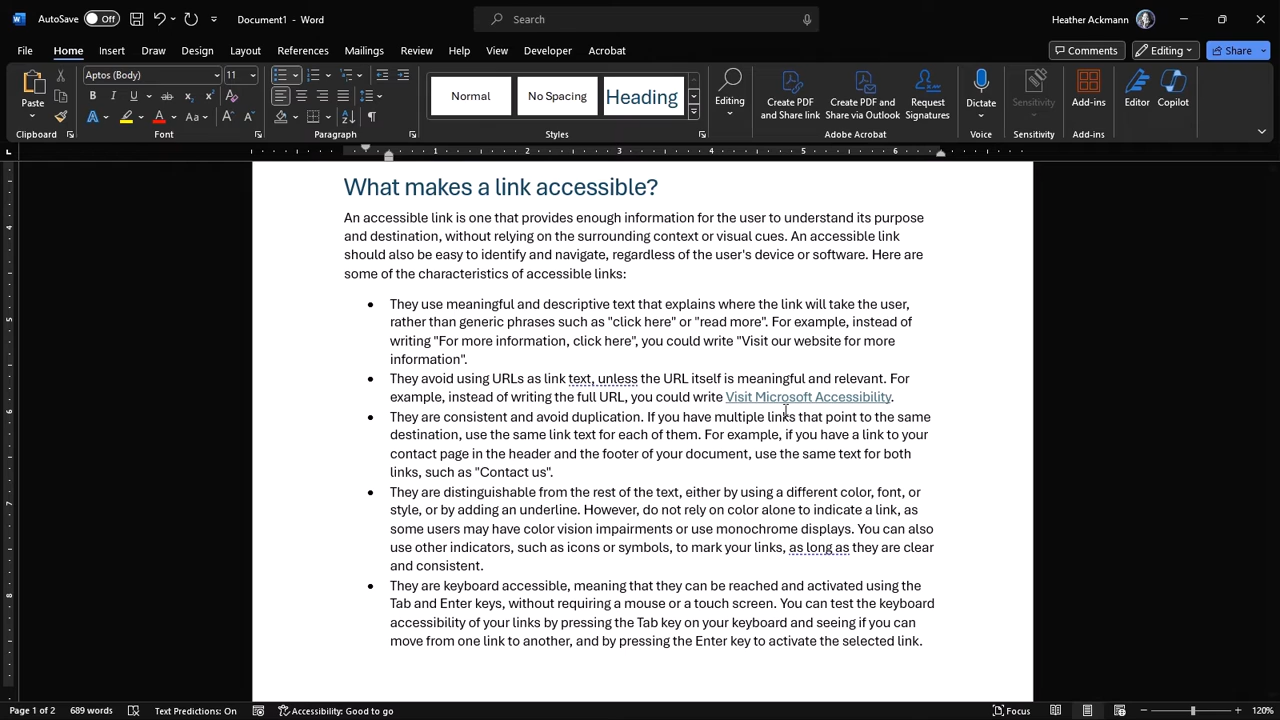 AutoSave Off Document1 - Word Search Heather Ackmann
File Home Insert Draw Design Layout References Mailings Review View Help Developer Acrobat Comments Editing Share
Aptos (Body) 11
Paste Normal No Spacing Heading Editing Create PDF and Share link Create PDF and Share via Outlook Request Signatures Dictate Sensitivity Add-ins Editor Copilot
Clipboard Font Paragraph Styles Adobe Acrobat Voice Sensitivity Add-ins
1 2 3 4 5 6
What makes a link accessible?
An accessible link is one that provides enough information for the user to understand its purpose
and destination, without relying on the surrounding context or visual cues. An accessible link
should also be easy to identify and navigate, regardless of the user's device or software. Here are
some of the characteristics of accessible links:
• They use meaningful and descriptive text that explains where the link will take the user,
rather than generic phrases such as "click here" or "read more". For example, instead of
writing "For more information, click here", you could write "Visit our website for more
information".
• They avoid using URLs as link text, unless the URL itself is meaningful and relevant. For
example, instead of writing the full URL, you could write Visit Microsoft Accessibility.
• They are consistent and avoid duplication. If you have multiple links that point to the same
destination, use the same link text for each of them. For example, if you have a link to your
contact page in the header and the footer of your document, use the same text for both
links, such as "Contact us".
• They are distinguishable from the rest of the text, either by using a different color, font, or
style, or by adding an underline. However, do not rely on color alone to indicate a link, as
some users may have color vision impairments or use monochrome displays. You can also
use other indicators, such as icons or symbols, to mark your links, as long as they are clear
and consistent.
• They are keyboard accessible, meaning that they can be reached and activated using the
Tab and Enter keys, without requiring a mouse or a touch screen. You can test the keyboard
accessibility of your links by pressing the Tab key on your keyboard and seeing if you can
move from one link to another, and by pressing the Enter key to activate the selected link.
Page 1 of 2 689 words Text Predictions: On Accessibility: Good to go Focus 120%